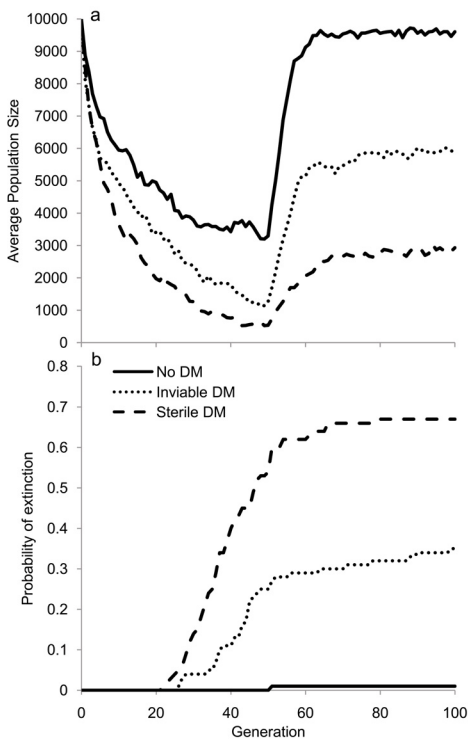 a
10000
9000
8000
7000
6000
5000
4000
3000
2000
1000
0
Average Population Size
b
0.8
0.7
0.6
0.5
0.4
0.3
0.2
0.1
0
Probability of extinction
No DM
Inviable DM
Sterile DM
0 20 40 60 80 100
Generation